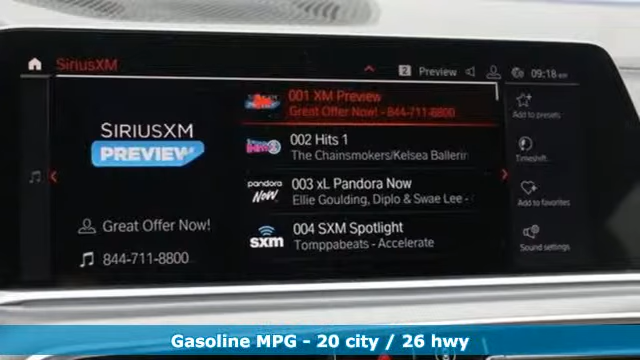 SiriusXM
2 Preview 09:18 am
SIRIUSXM
PREVIEW
Great Offer Now!
844-711-8800
001 XM Preview
Great Offer Now! - 844-711-8800
002 Hits 1
The Chainsmokers/Kelsea Ballerin
pandora
NOW
003 xL Pandora Now
Ellie Goulding, Diplo & Swae Lee -
sxm
004 SXM Spotlight
Tomppabeats - Accelerate
Add to presets
Timeshift
Add to favorites
Sound settings
Gasoline MPG - 20 city / 26 hwy